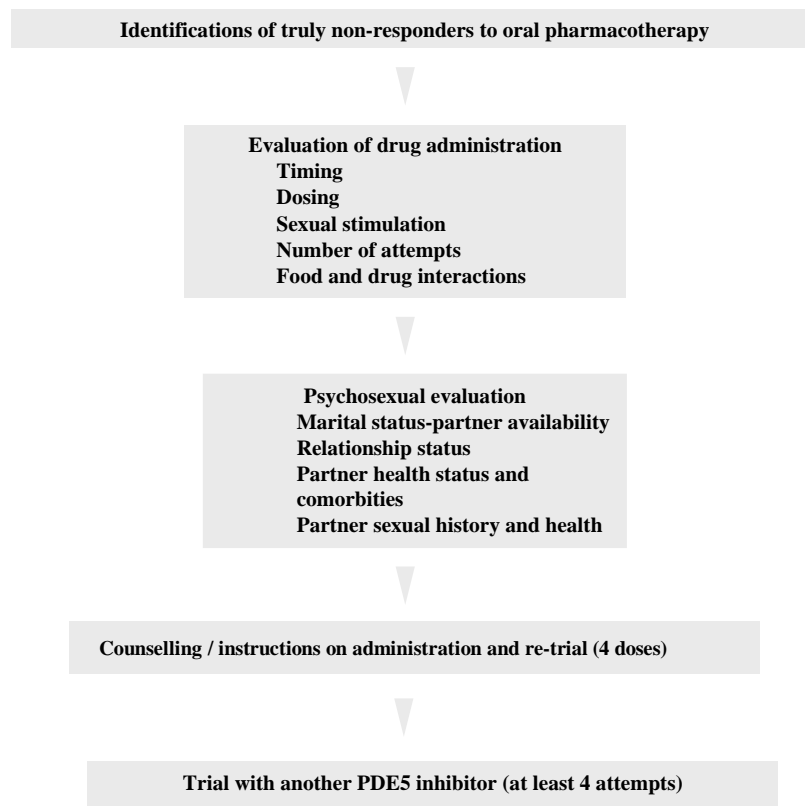 Identifications of truly non-responders to oral pharmacotherapy
Evaluation of drug administration
Timing
Dosing
Sexual stimulation
Number of attempts
Food and drug interactions
Psychosexual evaluation
Marital status-partner availability
Relationship status
Partner health status and
comorbities
Partner sexual history and health
Counselling / instructions on administration and re-trial (4 doses)
Trial with another PDE5 inhibitor (at least 4 attempts)